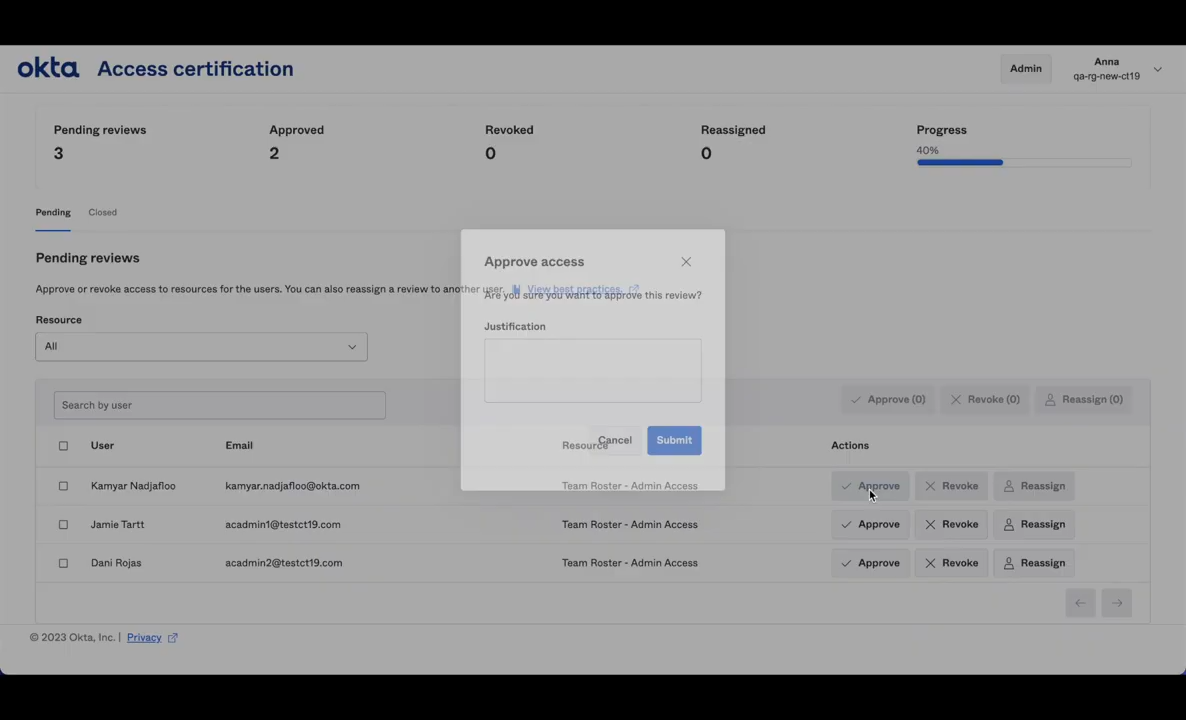 okta Access certification
Admin
Anna
qa-rg-new-ct19
Pending reviews
3
Approved
2
Revoked
0
Reassigned
0
Progress
40%
Pending
Closed
Pending reviews
Approve or revoke access to resources for the users. You can also reassign a review to another user. View best practices.
Resource
All
Approve access
Are you sure you want to approve this review?
Justification
Cancel
Submit
Search by user
Approve (0)
Revoke (0)
Reassign (0)
User Email Resource Actions
Kamyar Nadjafloo kamyar.nadjafloo@okta.com Team Roster - Admin Access Approve Revoke Reassign
Jamie Tartt acadmin1@testct19.com Team Roster - Admin Access Approve Revoke Reassign
Dani Rojas acadmin2@testct19.com Team Roster - Admin Access Approve Revoke Reassign
© 2023 Okta, Inc. | Privacy